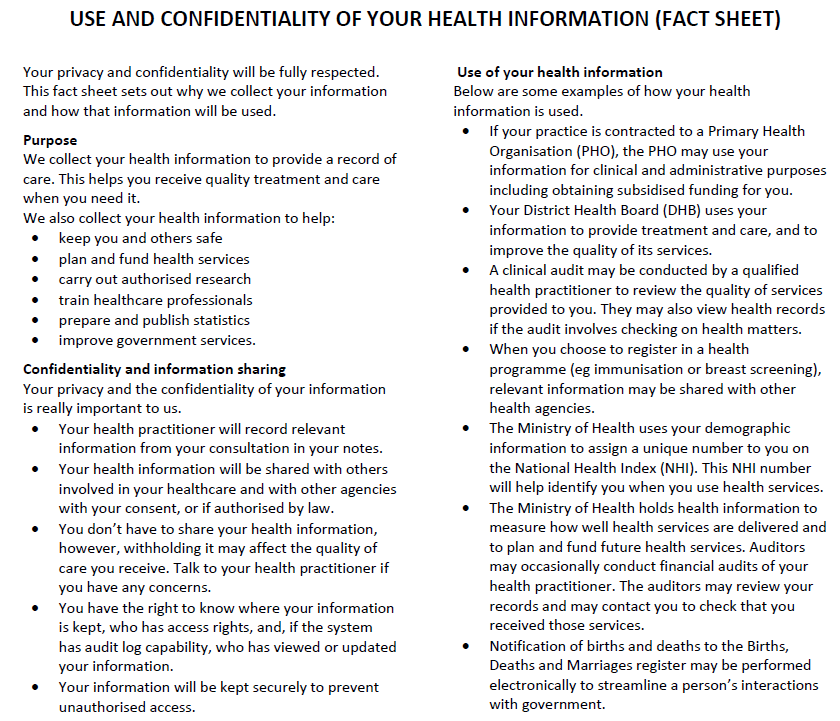 USE AND CONFIDENTIALITY OF YOUR HEALTH INFORMATION (FACT SHEET)
Your privacy and confidentiality will be fully respected.
This fact sheet sets out why we collect your information
and how that information will be used.
Purpose
We collect your health information to provide a record of
care. This helps you receive quality treatment and care
when you need it.
We also collect your health information to help:
• keep you and others safe
• plan and fund health services
• carry out authorised research
• train healthcare professionals
• prepare and publish statistics
• improve government services.
Confidentiality and information sharing
Your privacy and the confidentiality of your information
is really important to us.
• Your health practitioner will record relevant
information from your consultation in your notes.
• Your health information will be shared with others
involved in your healthcare and with other agencies
with your consent, or if authorised by law.
• You don’t have to share your health information,
however, withholding it may affect the quality of
care you receive. Talk to your health practitioner if
you have any concerns.
• You have the right to know where your information
is kept, who has access rights, and, if the system
has audit log capability, who has viewed or updated
your information.
• Your information will be kept securely to prevent
unauthorised access.
Use of your health information
Below are some examples of how your health
information is used.
• If your practice is contracted to a Primary Health
Organisation (PHO), the PHO may use your
information for clinical and administrative purposes
including obtaining subsidised funding for you.
• Your District Health Board (DHB) uses your
information to provide treatment and care, and to
improve the quality of its services.
• A clinical audit may be conducted by a qualified
health practitioner to review the quality of services
provided to you. They may also view health records
if the audit involves checking on health matters.
• When you choose to register in a health
programme (eg immunisation or breast screening),
relevant information may be shared with other
health agencies.
• The Ministry of Health uses your demographic
information to assign a unique number to you on
the National Health Index (NHI). This NHI number
will help identify you when you use health services.
• The Ministry of Health holds health information to
measure how well health services are delivered and
to plan and fund future health services. Auditors
may occasionally conduct financial audits of your
health practitioner. The auditors may review your
records and may contact you to check that you
received those services.
• Notification of births and deaths to the Births,
Deaths and Marriages register may be performed
electronically to streamline a person’s interactions
with government.